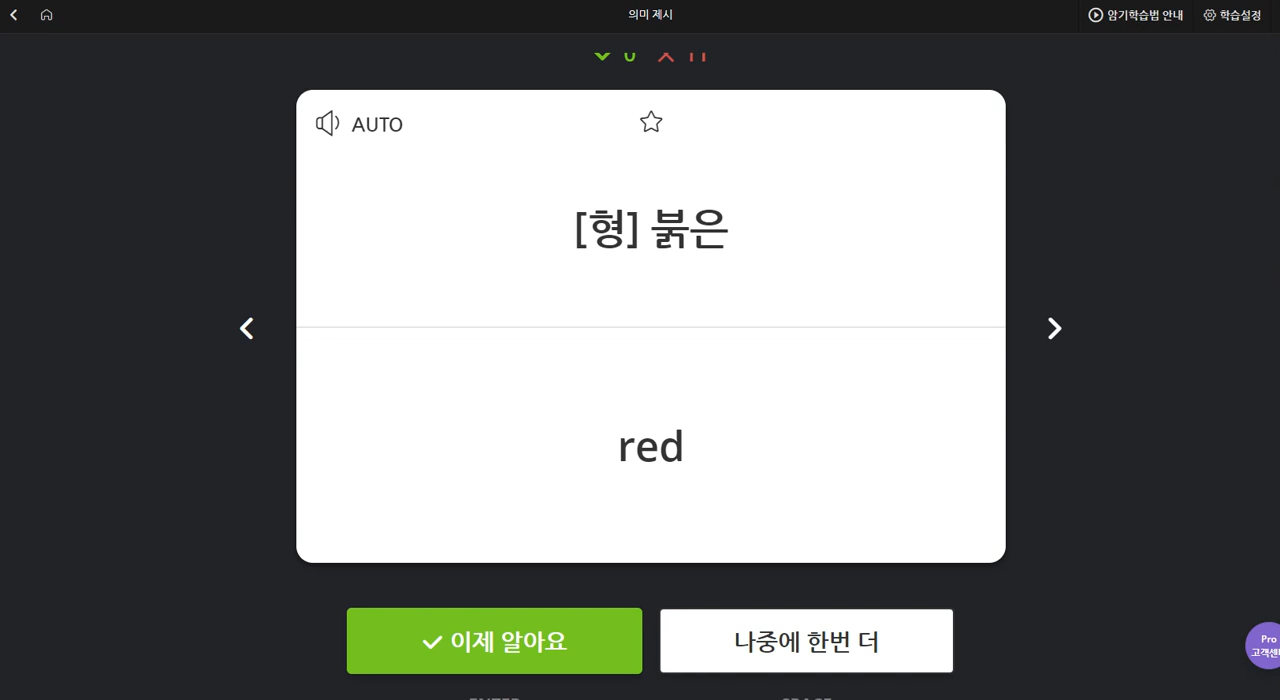 의미 제시
암기학습법 안내
학습설정
AUTO
[형] 붉은
red
이제 알아요
나중에 한번 더
Pro